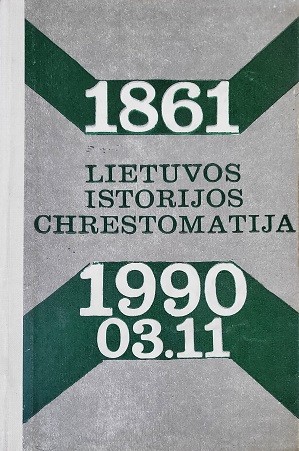 1861
LIETUVOS
ISTORIJOS
CHRESTOMATIJA
1990
03.11